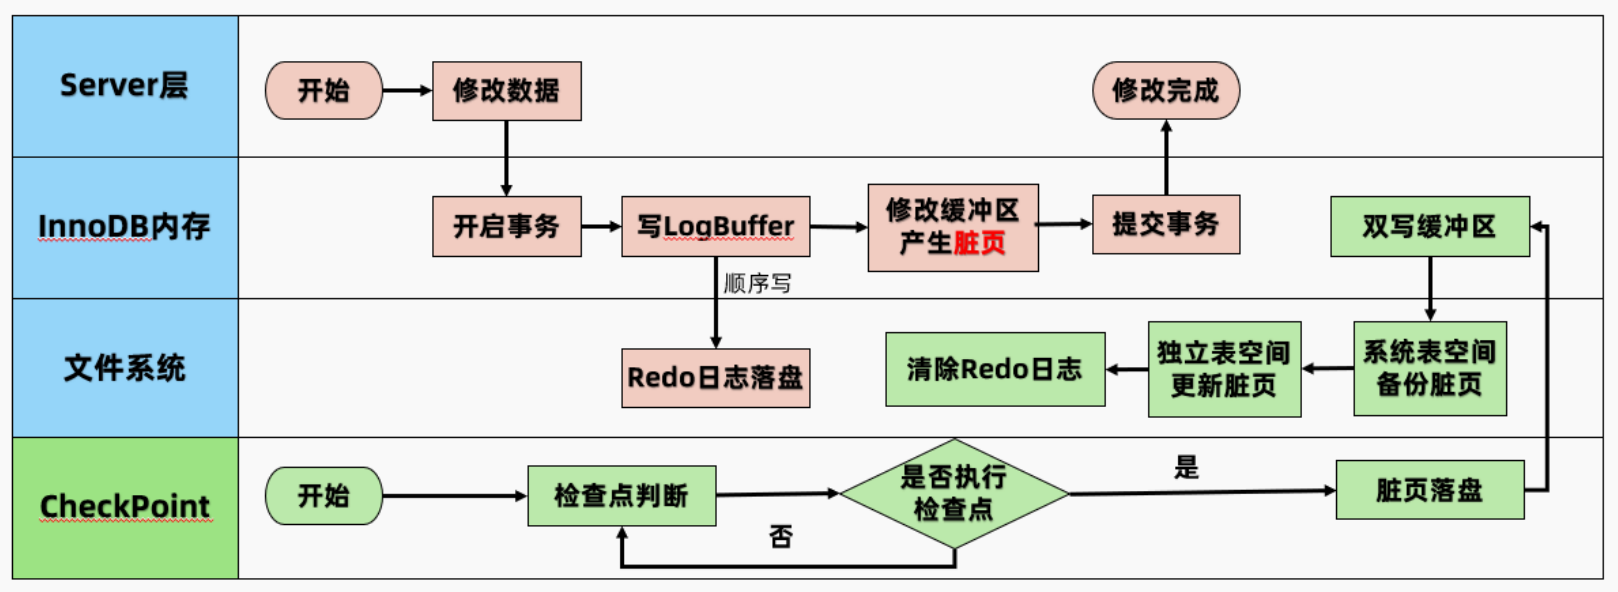 Server层
开始
修改数据
修改完成
InnoDB内存
开启事务
写LogBuffer
修改缓冲区
产生脏页
提交事务
双写缓冲区
顺序写
文件系统
Redo日志落盘
清除Redo日志
独立表空间
更新脏页
系统表空间
备份脏页
CheckPoint
开始
检查点判断
是否执行
检查点
是
否
脏页落盘